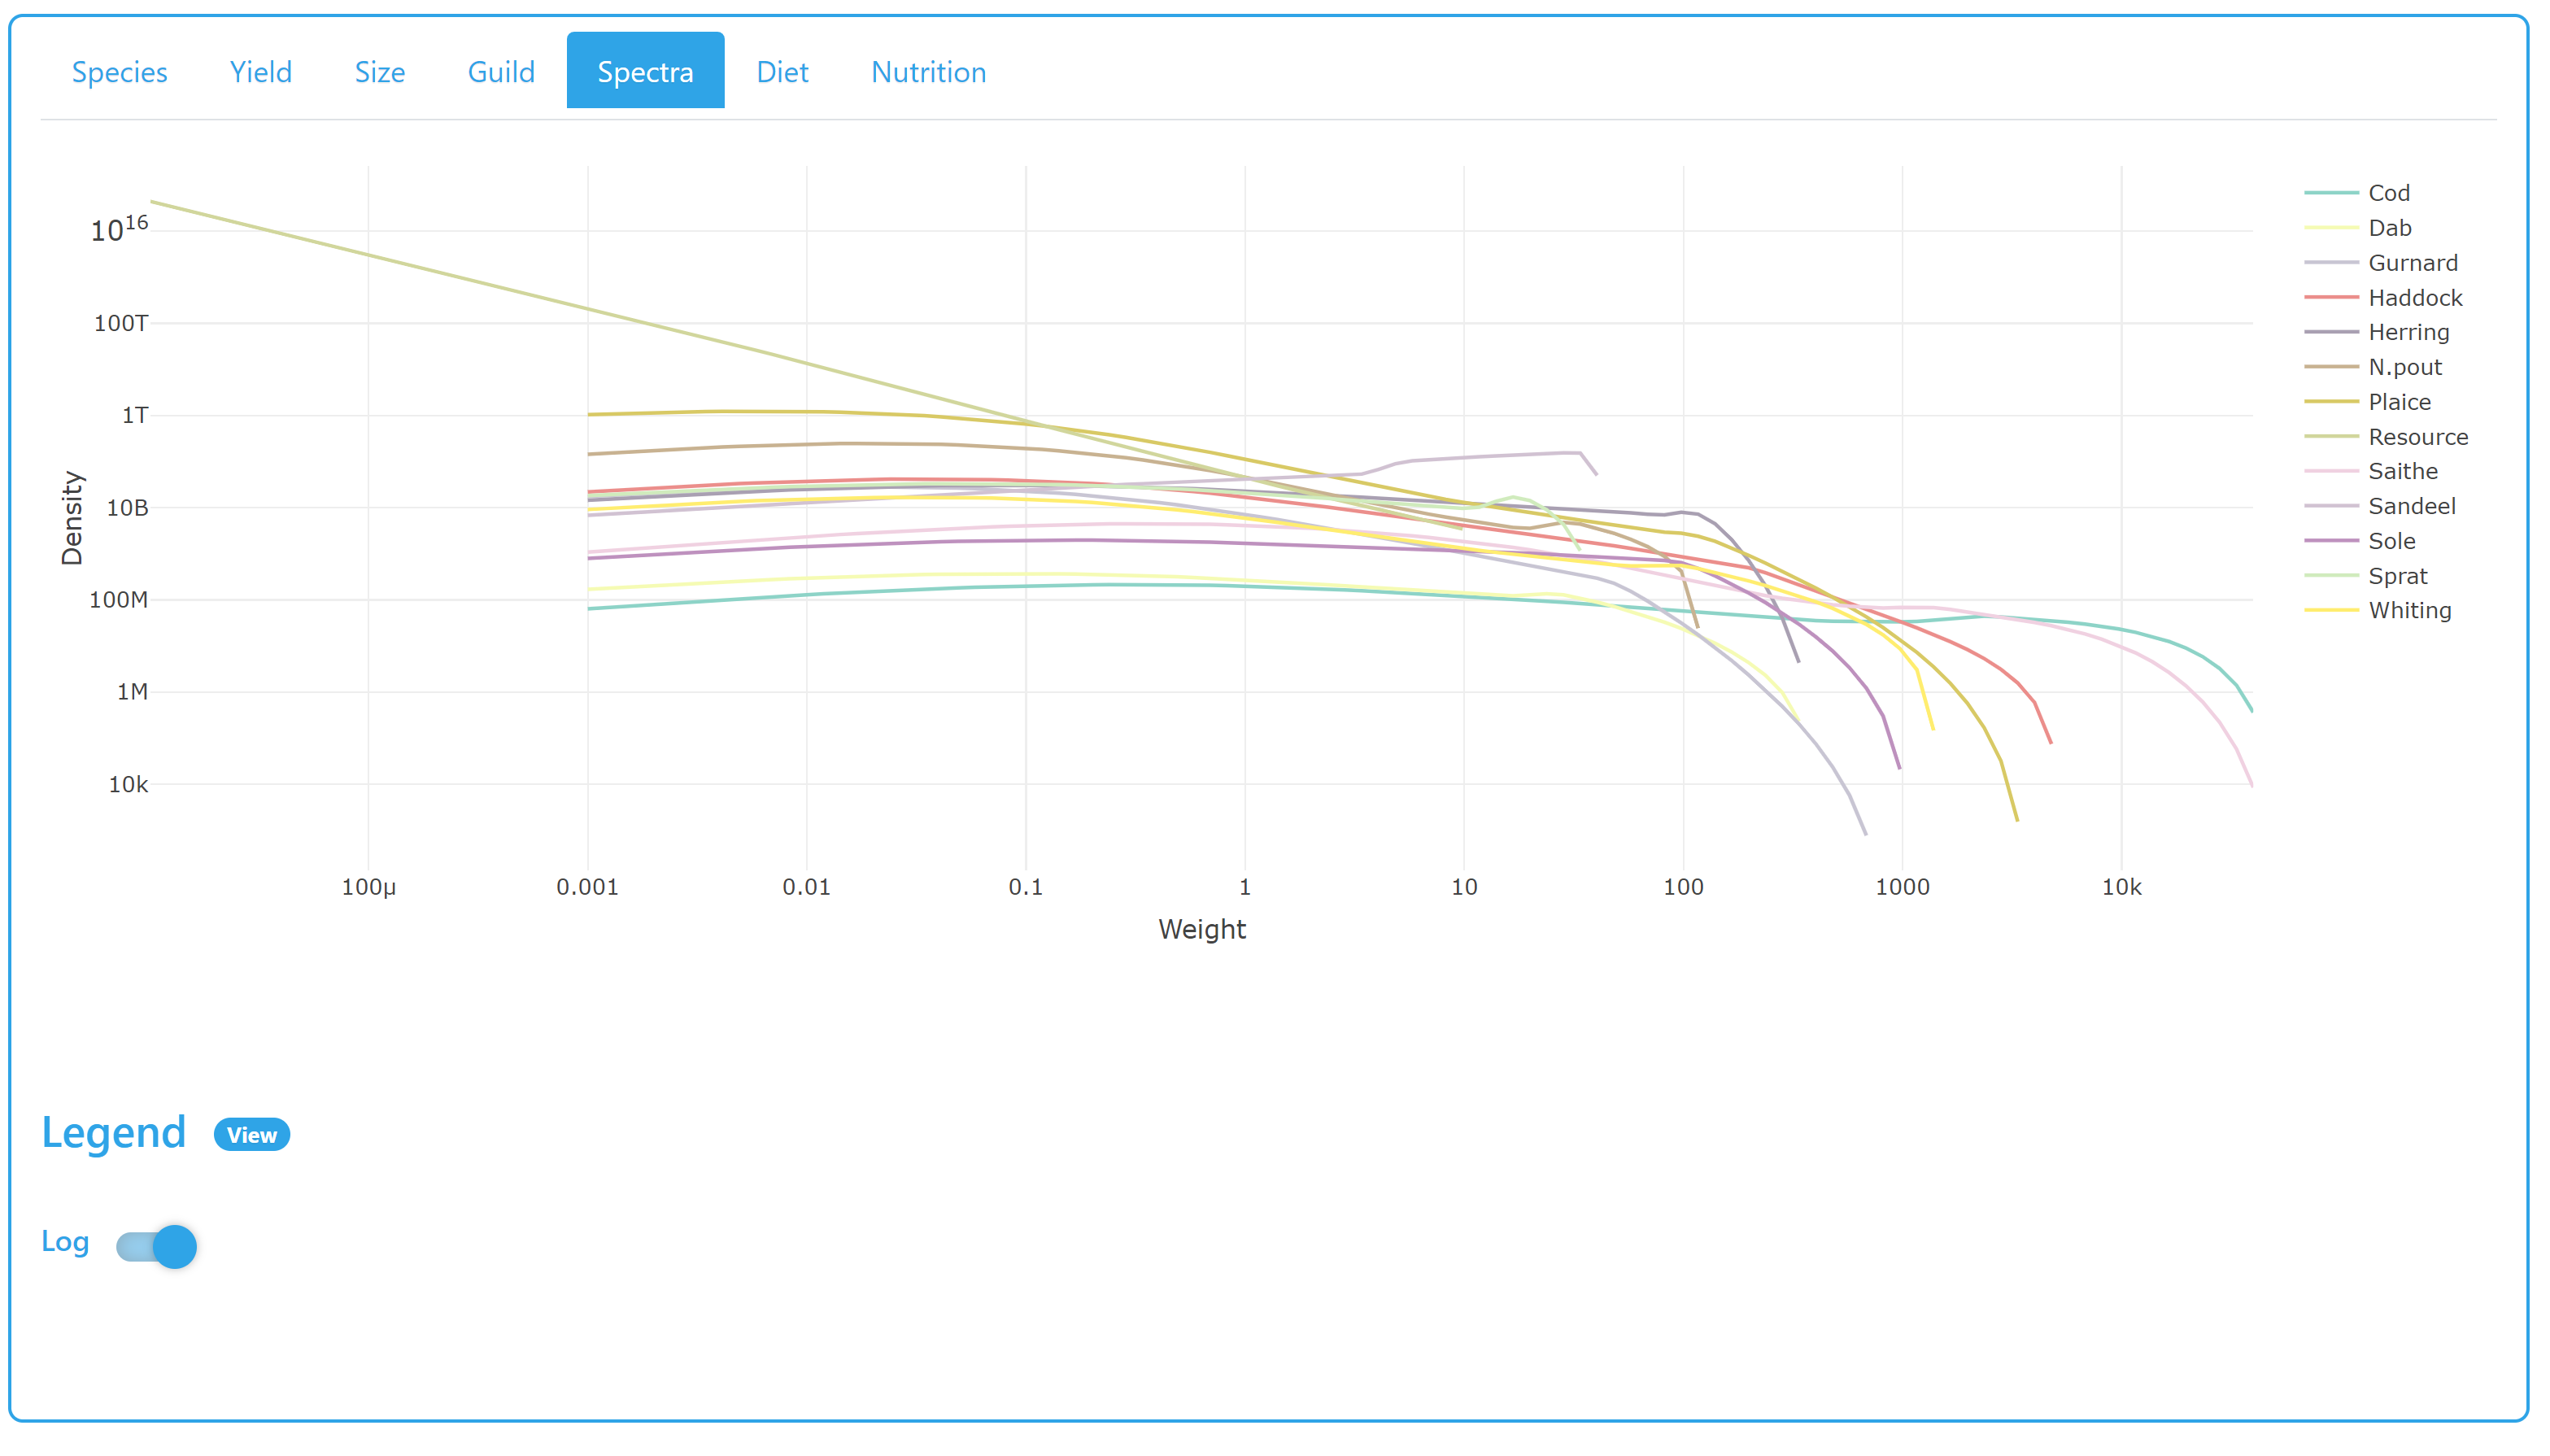 Species Yield Size Guild Spectra Diet Nutrition
10^16
100T
1T
10B
100M
1M
10k
Density
100μ 0.001 0.01 0.1 1 10 100 1000 10k
Weight
Cod
Dab
Gurnard
Haddock
Herring
N.pout
Plaice
Resource
Saithe
Sandeel
Sole
Sprat
Whiting
Legend View
Log